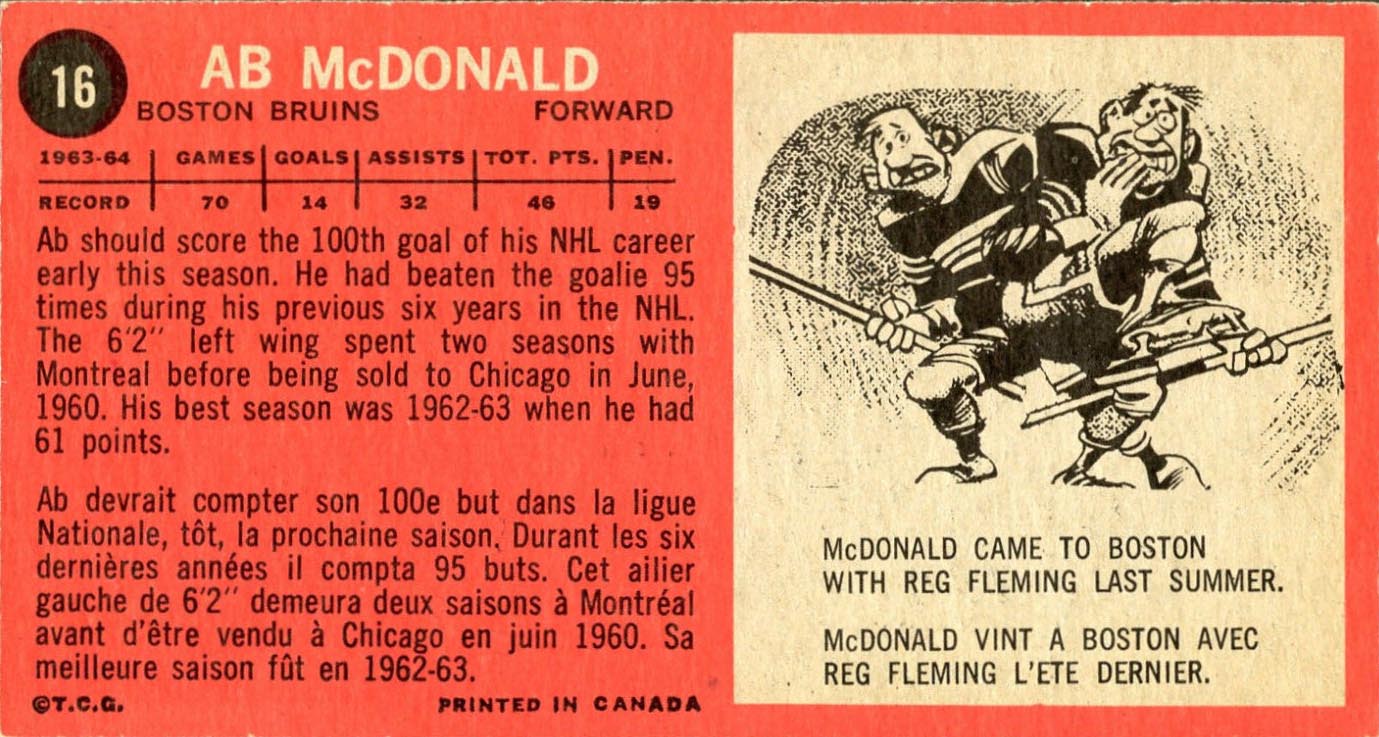 16
AB McDONALD
BOSTON BRUINS FORWARD
1963-64 GAMES GOALS ASSISTS TOT. PTS. PEN.
RECORD 70 14 32 46 19
Ab should score the 100th goal of his NHL career
early this season. He had beaten the goalie 95
times during his previous six years in the NHL.
The 6'2" left wing spent two seasons with
Montreal before being sold to Chicago in June,
1960. His best season was 1962-63 when he had
61 points.
Ab devrait compter son 100e but dans la ligue
Nationale, tôt, la prochaine saison. Durant les six
dernières années il compta 95 buts. Cet ailier
gauche de 6'2" demeura deux saisons à Montréal
avant d'être vendu à Chicago en juin 1960. Sa
meilleure saison fût en 1962-63.
©T.C.G. PRINTED IN CANADA
McDONALD CAME TO BOSTON
WITH REG FLEMING LAST SUMMER.
McDONALD VINT A BOSTON AVEC
REG FLEMING L'ETE DERNIER.